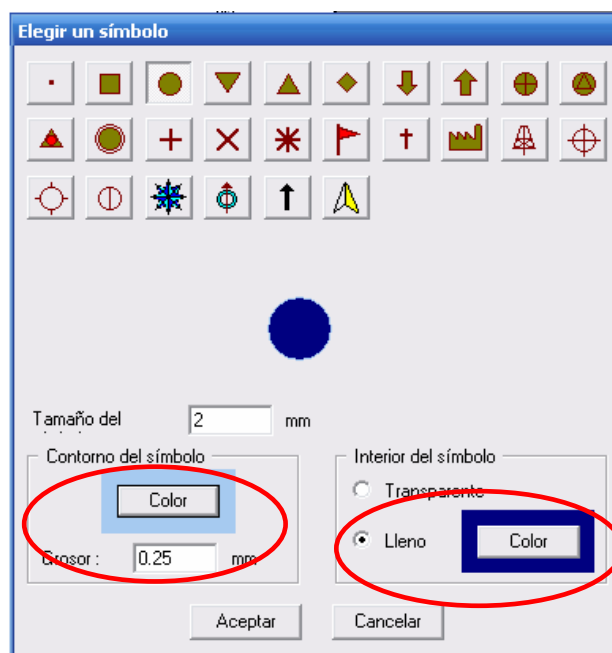 Elegir un símbolo
Tamaño del
2
mm
Contorno del símbolo
Color
Grosor :
0.25
mm
Interior del símbolo
Transparente
Lleno
Color
Aceptar
Cancelar